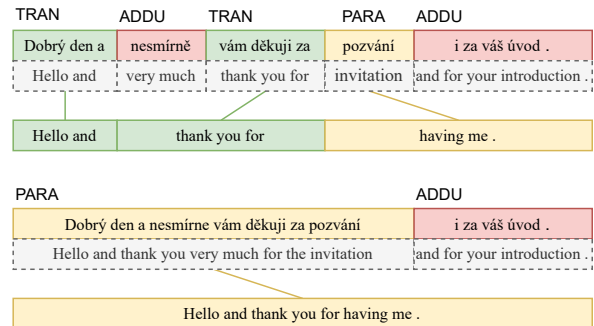 TRAN ADDU TRAN PARA ADDU
Dobrý den a nesmírně vám děkuji za pozvání i za váš úvod .
Hello and very much thank you for invitation and for your introduction .
Hello and thank you for having me .
PARA ADDU
Dobrý den a nesmírne vám děkuji za pozvání i za váš úvod .
Hello and thank you very much for the invitation and for your introduction .
Hello and thank you for having me .